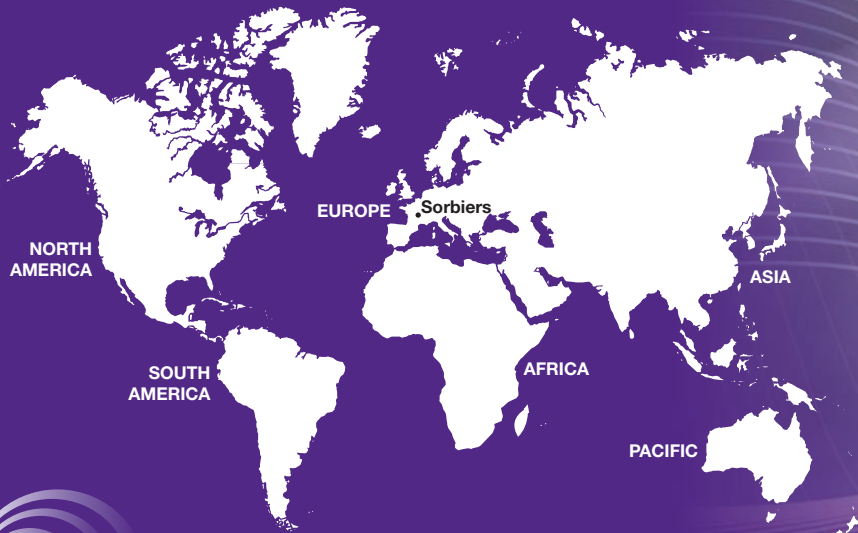 EUROPE
Sorbiers
NORTH
AMERICA
ASIA
SOUTH
AMERICA
AFRICA
PACIFIC